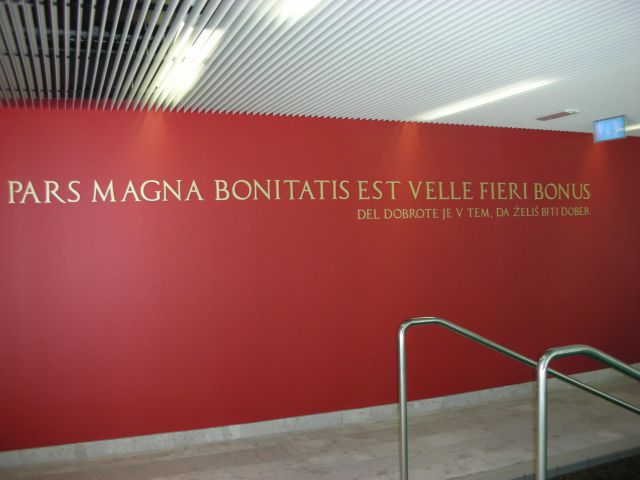 PARS MAGNA BONITATIS EST VELLE FIERI BONUS
DEL DOBROTE JE V TEM, DA ŽELIŠ BITI DOBER